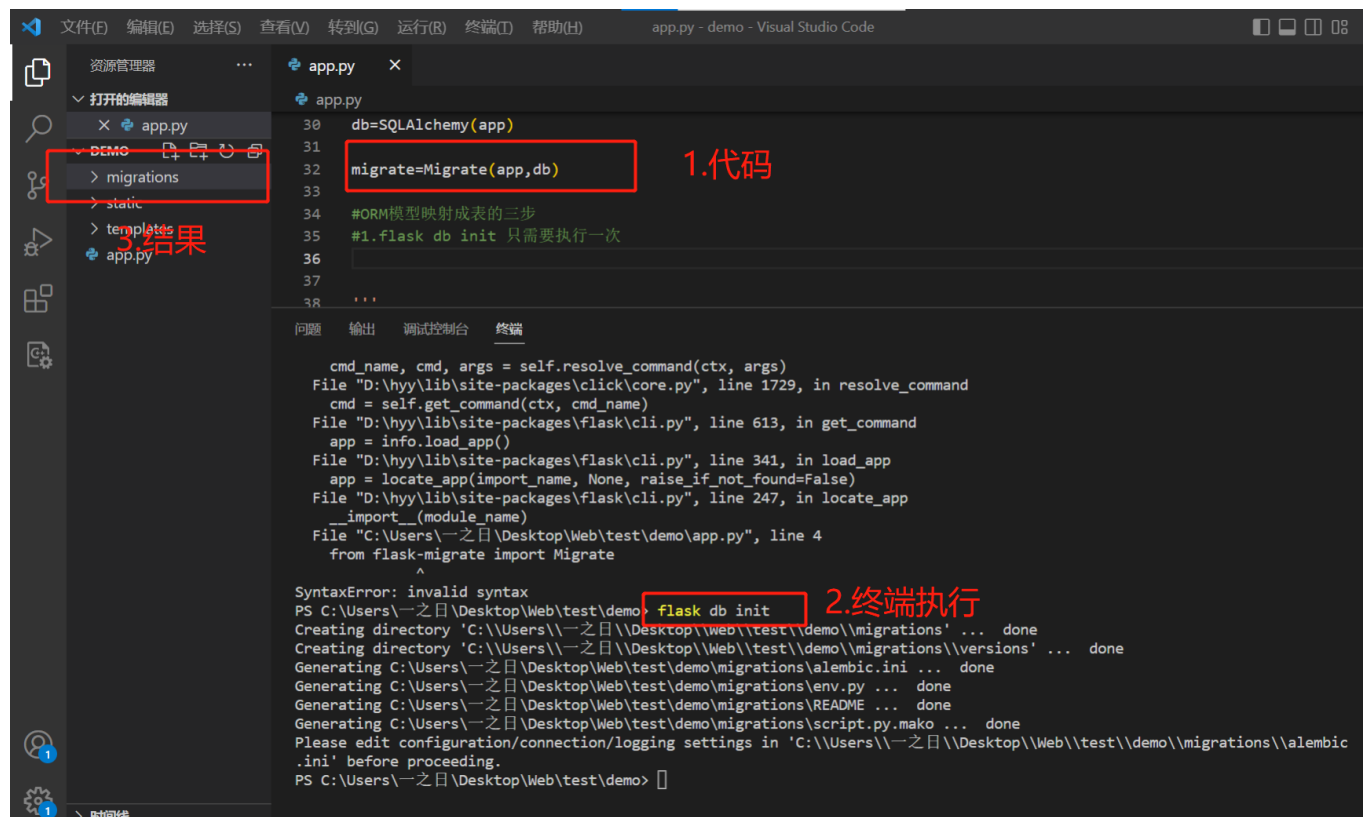 文件(F) 编辑(E) 选择(S) 查看(V) 转到(G) 运行(R) 终端(T) 帮助(H) app.py - demo - Visual Studio Code
资源管理器 ...
打开的编辑器
app.py
DEMO
migrations
static
templates
app.py
3.结果
app.py
app.py
30 db=SQLAlchemy(app)
31
32 migrate=Migrate(app,db)
33
34 #ORM模型映射成表的三步
35 #1.flask db init 只需要执行一次
36
37
38 '''
1.代码
问题 输出 调试控制台 终端
cmd_name, cmd, args = self.resolve_command(ctx, args)
File "D:\hyy\lib\site-packages\click\core.py", line 1729, in resolve_command
cmd = self.get_command(ctx, cmd_name)
File "D:\hyy\lib\site-packages\flask\cli.py", line 613, in get_command
app = info.load_app()
File "D:\hyy\lib\site-packages\flask\cli.py", line 341, in load_app
app = locate_app(import_name, None, raise_if_not_found=False)
File "D:\hyy\lib\site-packages\flask\cli.py", line 247, in locate_app
__import__(module_name)
File "C:\Users\一之日\Desktop\Web\test\demo\app.py", line 4
from flask-migrate import Migrate
^
SyntaxError: invalid syntax
PS C:\Users\一之日\Desktop\Web\test\demo> flask db init
2.终端执行
Creating directory 'C:\\Users\\一之日\\Desktop\\Web\\test\\demo\\migrations' ... done
Creating directory 'C:\\Users\\一之日\\Desktop\\Web\\test\\demo\\migrations\\versions' ... done
Generating C:\Users\一之日\Desktop\Web\test\demo\migrations\alembic.ini ... done
Generating C:\Users\一之日\Desktop\Web\test\demo\migrations\env.py ... done
Generating C:\Users\一之日\Desktop\Web\test\demo\migrations\README ... done
Generating C:\Users\一之日\Desktop\Web\test\demo\migrations\script.py.mako ... done
Please edit configuration/connection/logging settings in 'C:\\Users\\一之日\\Desktop\\Web\\test\\demo\\migrations\\alembic
.ini' before proceeding.
PS C:\Users\一之日\Desktop\Web\test\demo>
1
1
时间线